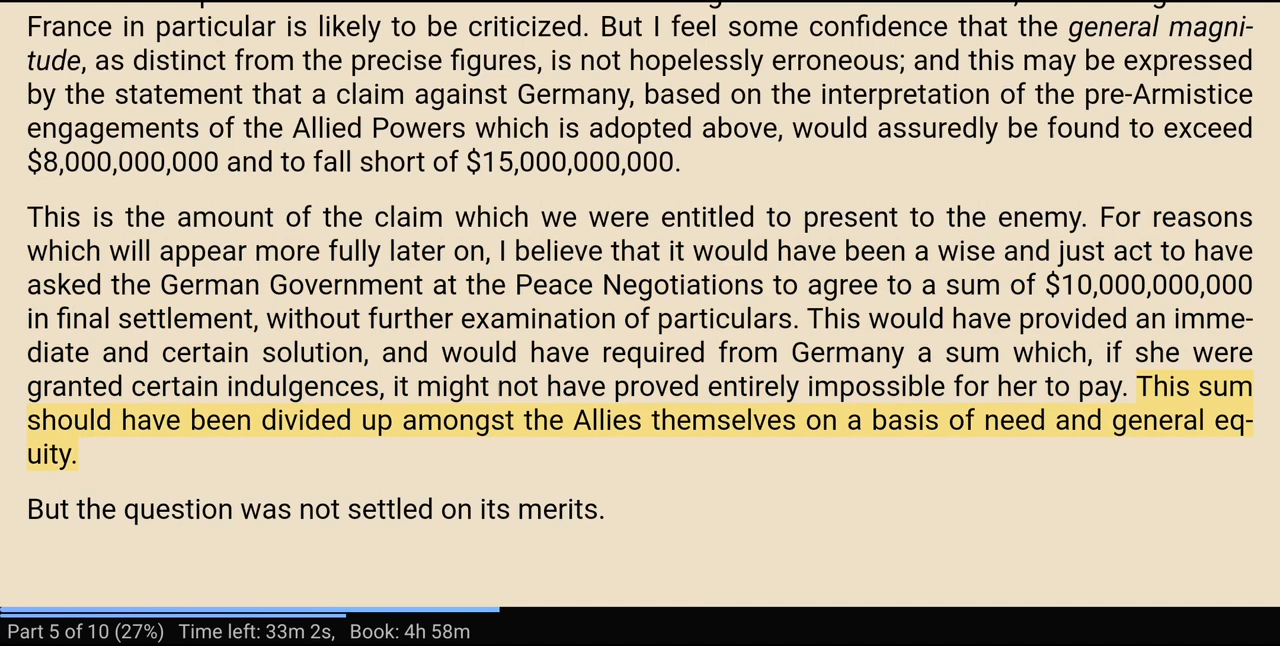 France in particular is likely to be criticized. But I feel some confidence that the general magni-
tude, as distinct from the precise figures, is not hopelessly erroneous; and this may be expressed
by the statement that a claim against Germany, based on the interpretation of the pre-Armistice
engagements of the Allied Powers which is adopted above, would assuredly be found to exceed
$8,000,000,000 and to fall short of $15,000,000,000.
This is the amount of the claim which we were entitled to present to the enemy. For reasons
which will appear more fully later on, I believe that it would have been a wise and just act to have
asked the German Government at the Peace Negotiations to agree to a sum of $10,000,000,000
in final settlement, without further examination of particulars. This would have provided an imme-
diate and certain solution, and would have required from Germany a sum which, if she were
granted certain indulgences, it might not have proved entirely impossible for her to pay. This sum
should have been divided up amongst the Allies themselves on a basis of need and general eq-
uity.
But the question was not settled on its merits.
Part 5 of 10 (27%) Time left: 33m 2s, Book: 4h 58m